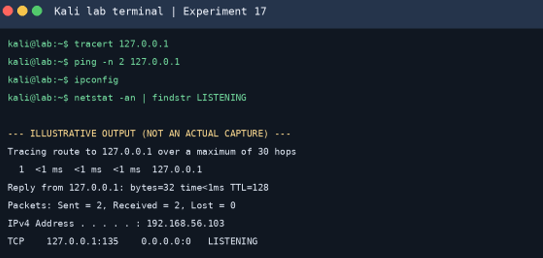 Kali lab terminal | Experiment 17
kali@lab:~$ tracert 127.0.0.1
kali@lab:~$ ping -n 2 127.0.0.1
kali@lab:~$ ipconfig
kali@lab:~$ netstat -an | findstr LISTENING
--- ILLUSTRATIVE OUTPUT (NOT AN ACTUAL CAPTURE) ---
Tracing route to 127.0.0.1 over a maximum of 30 hops
1 <1 ms <1 ms <1 ms 127.0.0.1
Reply from 127.0.0.1: bytes=32 time<1ms TTL=128
Packets: Sent = 2, Received = 2, Lost = 0
IPv4 Address . . . . . : 192.168.56.103
TCP 127.0.0.1:135 0.0.0.0:0 LISTENING